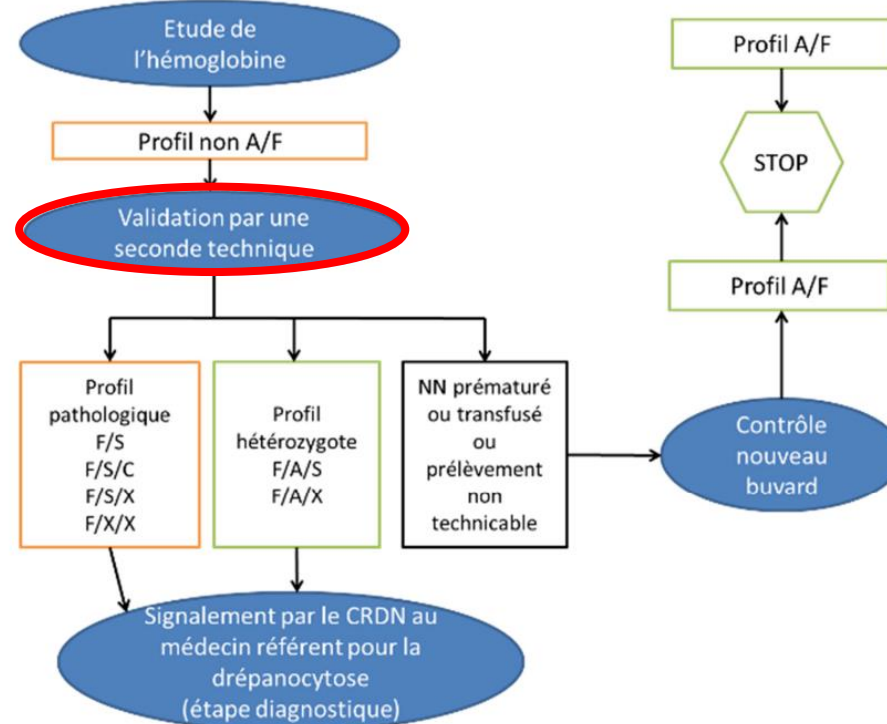 Etude de
l'hémoglobine
Profil non A/F
Validation par une
seconde technique
Profil
pathologique
F/S
F/S/C
F/S/X
F/X/X
Profil
hétérozygote
F/A/S
F/A/X
NN prématuré
ou transfusé
ou
prélèvement
non
technicable
Contrôle
nouveau
buvard
Profil A/F
STOP
Profil A/F
Signalement par le CRDN au
médecin référent pour la
drépanocytose
(étape diagnostique)